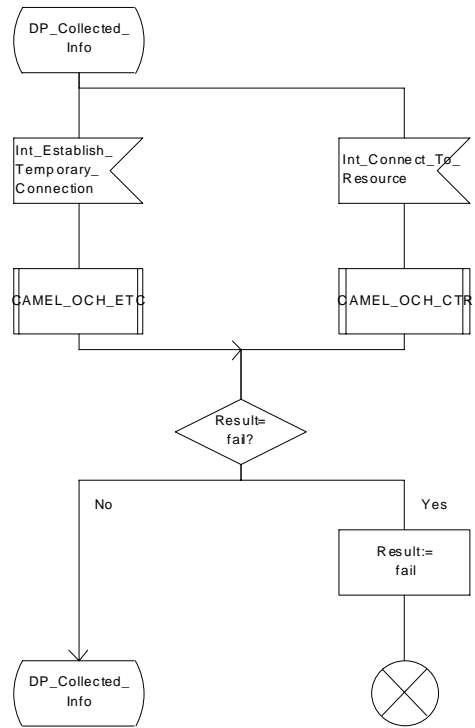 DP_Collected_
Info
Int_Establish_
Temporary_
Connection
Int_Connect_To_
Resource
CAMEL_OCH_ETC
CAMEL_OCH_CTR
Result=
fail?
No
Yes
Result:=
fail
DP_Collected_
Info